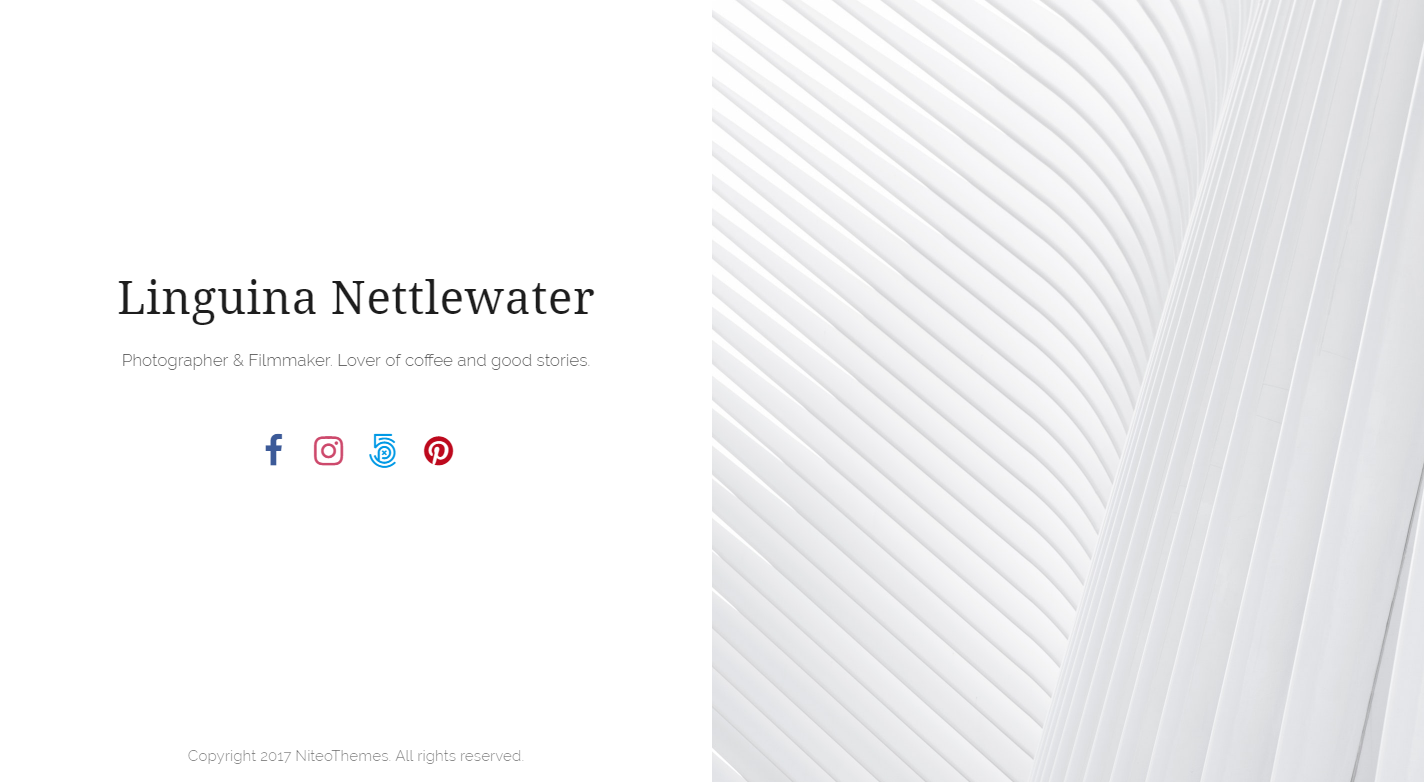 Linguina Nettlewater
Photographer & Filmmaker. Lover of coffee and good stories.
Copyright 2017 NiteoThemes. All rights reserved.